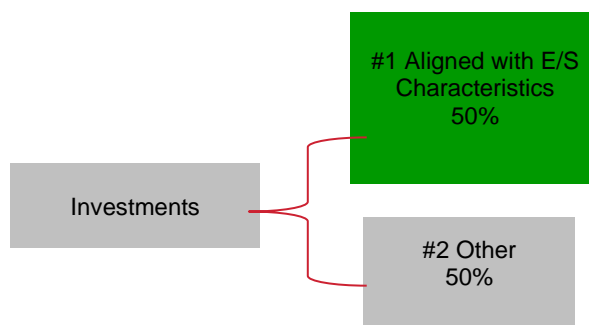 #1 Aligned with E/S
Characteristics
50%
Investments
#2 Other
50%